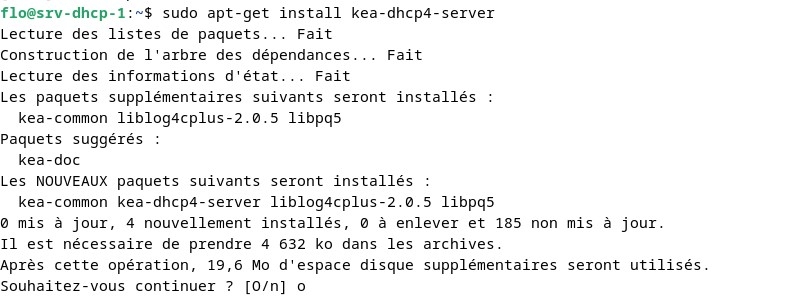 flo@srv-dhcp-1:~$ sudo apt-get install kea-dhcp4-server
Lecture des listes de paquets... Fait
Construction de l'arbre des dépendances... Fait
Lecture des informations d'état... Fait
Les paquets supplémentaires suivants seront installés :
  kea-common liblog4cplus-2.0.5 libpq5
Paquets suggérés :
  kea-doc
Les NOUVEAUX paquets suivants seront installés :
  kea-common kea-dhcp4-server liblog4cplus-2.0.5 libpq5
0 mis à jour, 4 nouvellement installés, 0 à enlever et 185 non mis à jour.
Il est nécessaire de prendre 4 632 ko dans les archives.
Après cette opération, 19,6 Mo d'espace disque supplémentaires seront utilisés.
Souhaitez-vous continuer ? [O/n] o